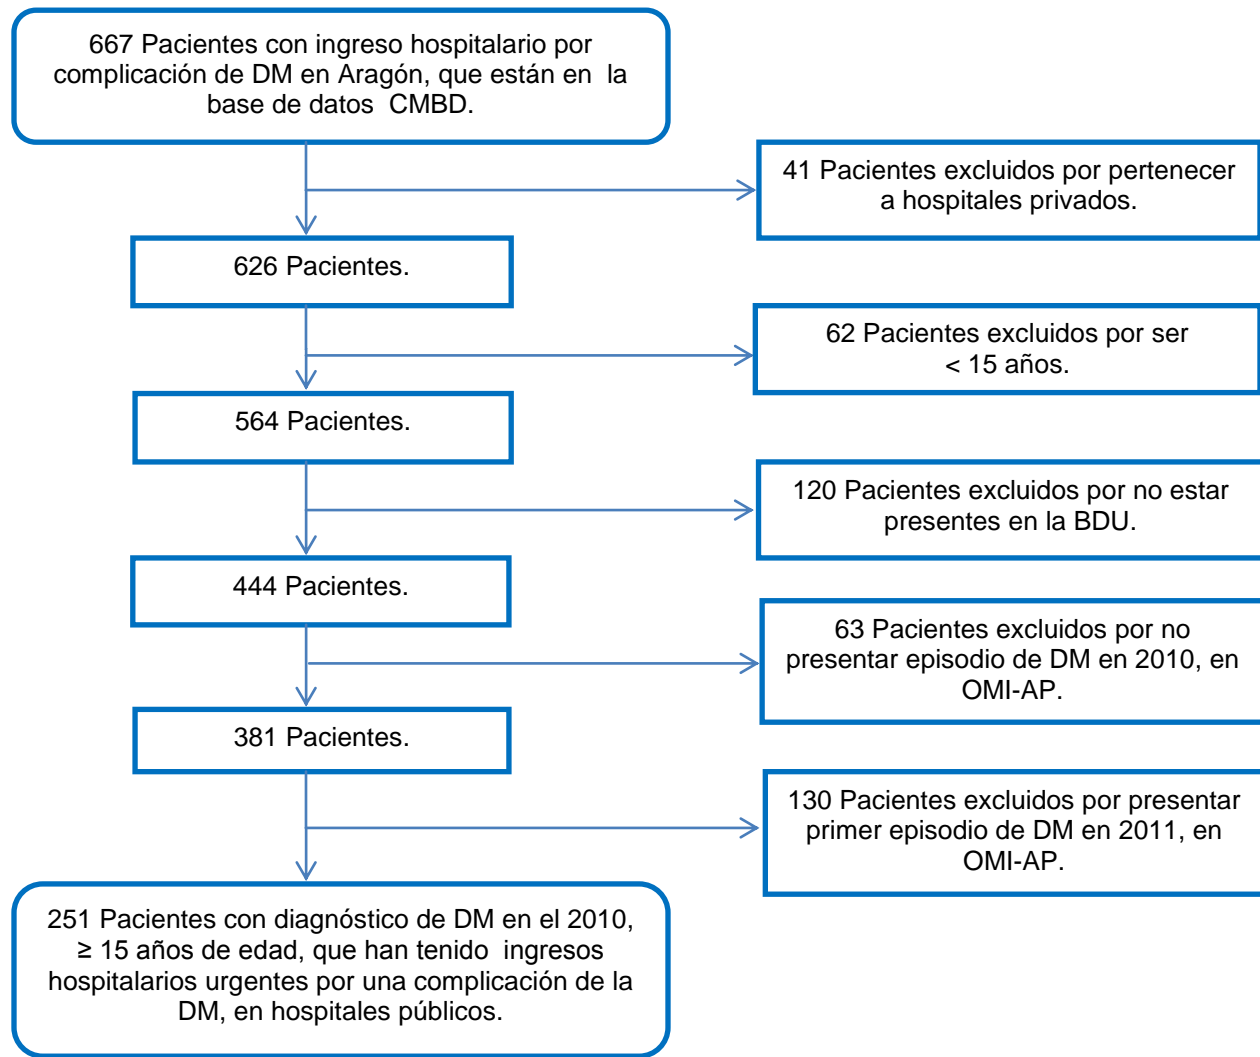 667 Pacientes con ingreso hospitalario por
complicación de DM en Aragón, que están en la
base de datos CMBD.
41 Pacientes excluidos por pertenecer
a hospitales privados.
626 Pacientes.
62 Pacientes excluidos por ser
< 15 años.
564 Pacientes.
120 Pacientes excluidos por no estar
presentes en la BDU.
444 Pacientes.
63 Pacientes excluidos por no
presentar episodio de DM en 2010, en
OMI-AP.
381 Pacientes.
130 Pacientes excluidos por presentar
primer episodio de DM en 2011, en
OMI-AP.
251 Pacientes con diagnóstico de DM en el 2010,
≥ 15 años de edad, que han tenido ingresos
hospitalarios urgentes por una complicación de la
DM, en hospitales públicos.